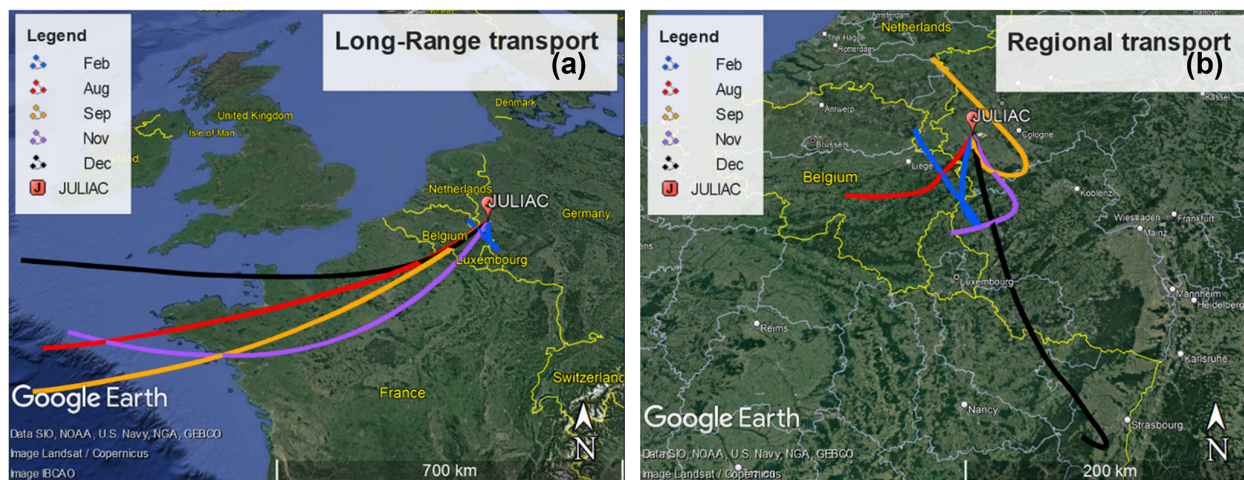 Legend
Feb
Aug
Sep
Nov
Dec
JULIAC
Long-Range transport
(a)
Denmark
United Kingdom
Isle of Man
Netherlands
JULIAC
Germany
Belgium
Luxembourg
France
Switzerland
Google Earth
Data SIO, NOAA, U.S. Navy, NGA, GEBCO
Image Landsat / Copernicus
Image IBCAO
700 km
N
Legend
Feb
Aug
Sep
Nov
Dec
JULIAC
Regional transport
(b)
Amsterdam
Netherlands
The Hague
Rotterdam
Kassel
Antwerp
JULIAC
Cologne
Brussels
Liège
Belgium
Koblenz
Wiesbaden
Frankfurt
Mainz
Luxembourg
Mannheim
Heidelberg
Reims
Karlsruhe
Nancy
Strasbourg
Google Earth
Data SIO, NOAA, U.S. Navy, NGA, GEBCO
Image Landsat / Copernicus
200 km
N